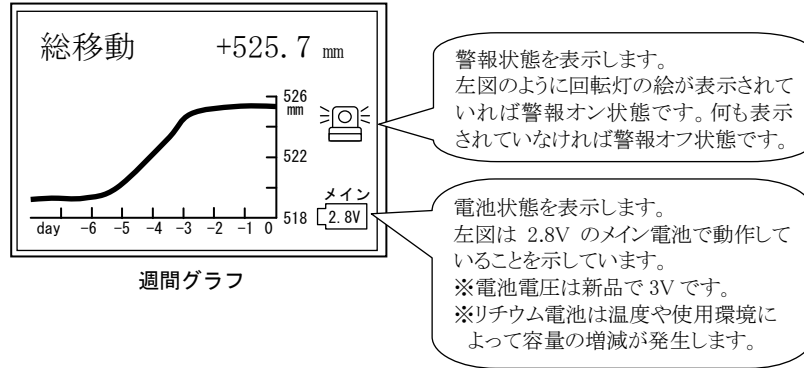 総移動 +525.7 mm
526
mm
522
518
day -6 -5 -4 -3 -2 -1 0
メイン
2.8V
週間グラフ
警報状態を表示します。
左図のように回転灯の絵が表示されて
いれば警報オン状態です。何も表示
されていなければ警報オフ状態です。
電池状態を表示します。
左図は 2.8V のメイン電池で動作して
いることを示しています。
※電池電圧は新品で 3V です。
※リチウム電池は温度や使用環境に
よって容量の増減が発生します。